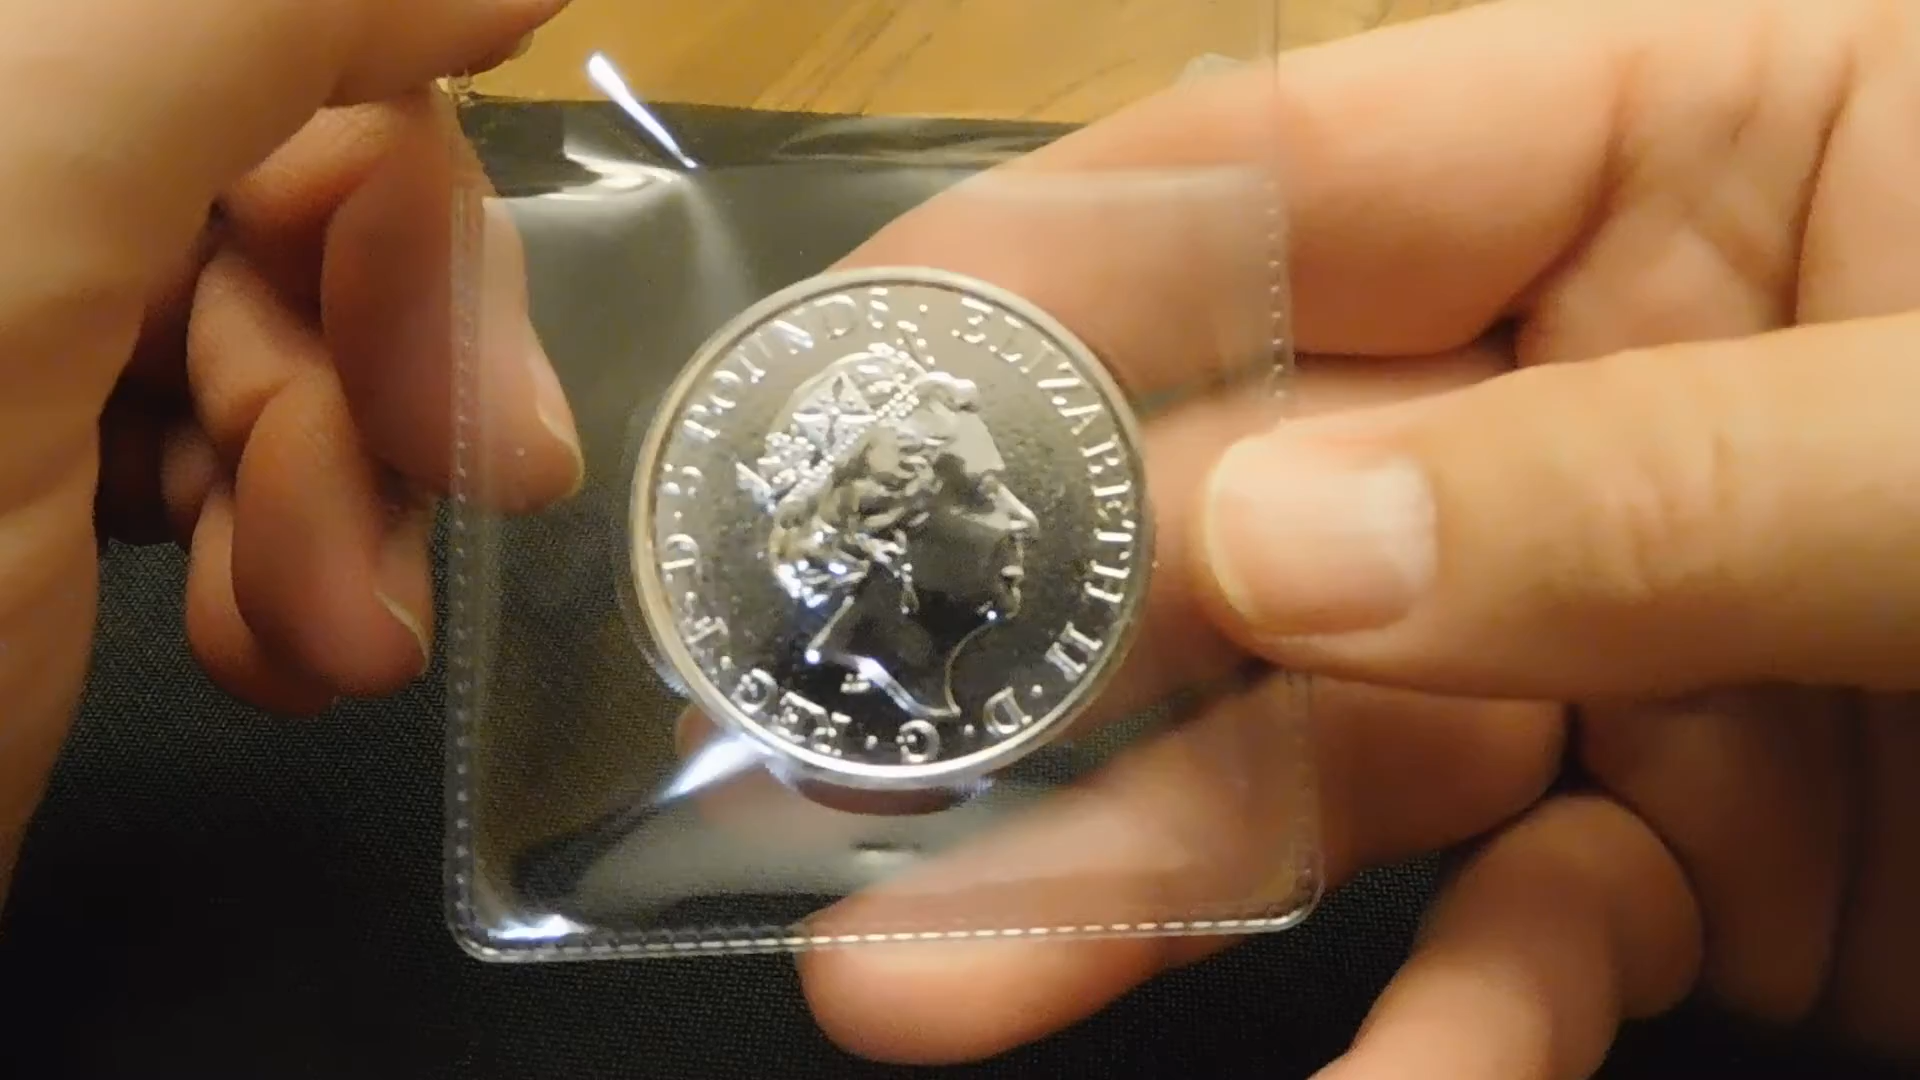 ELIZABETH II · D · G · REG · F · D · 5 POUNDS ·